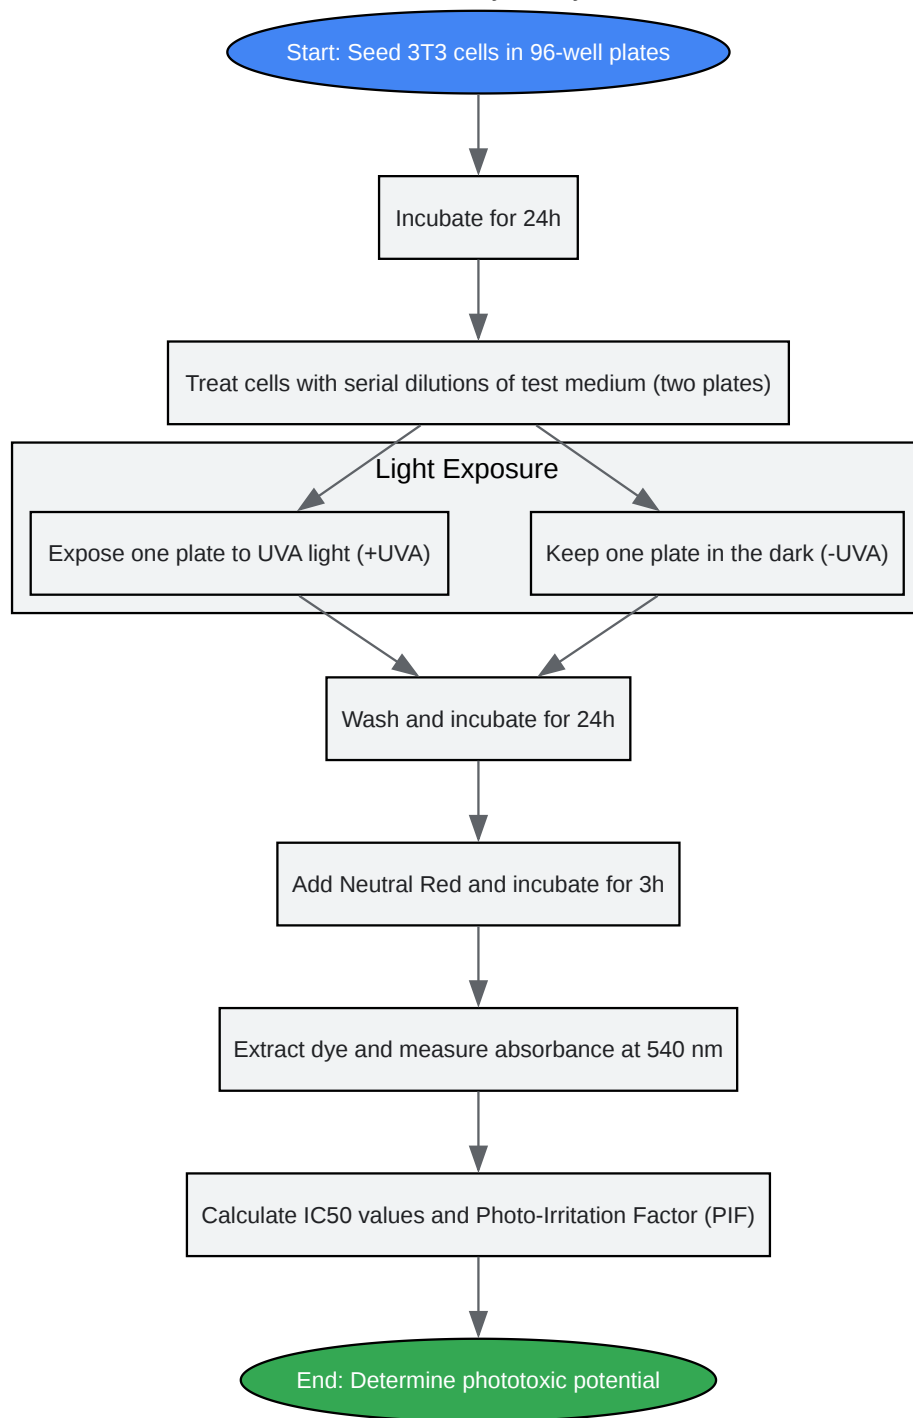 Start: Seed 3T3 cells in 96-well plates
Incubate for 24h
Treat cells with serial dilutions of test medium (two plates)
Light Exposure
Expose one plate to UVA light (+UVA)
Keep one plate in the dark (-UVA)
Wash and incubate for 24h
Add Neutral Red and incubate for 3h
Extract dye and measure absorbance at 540 nm
Calculate IC50 values and Photo-Irritation Factor (PIF)
End: Determine phototoxic potential